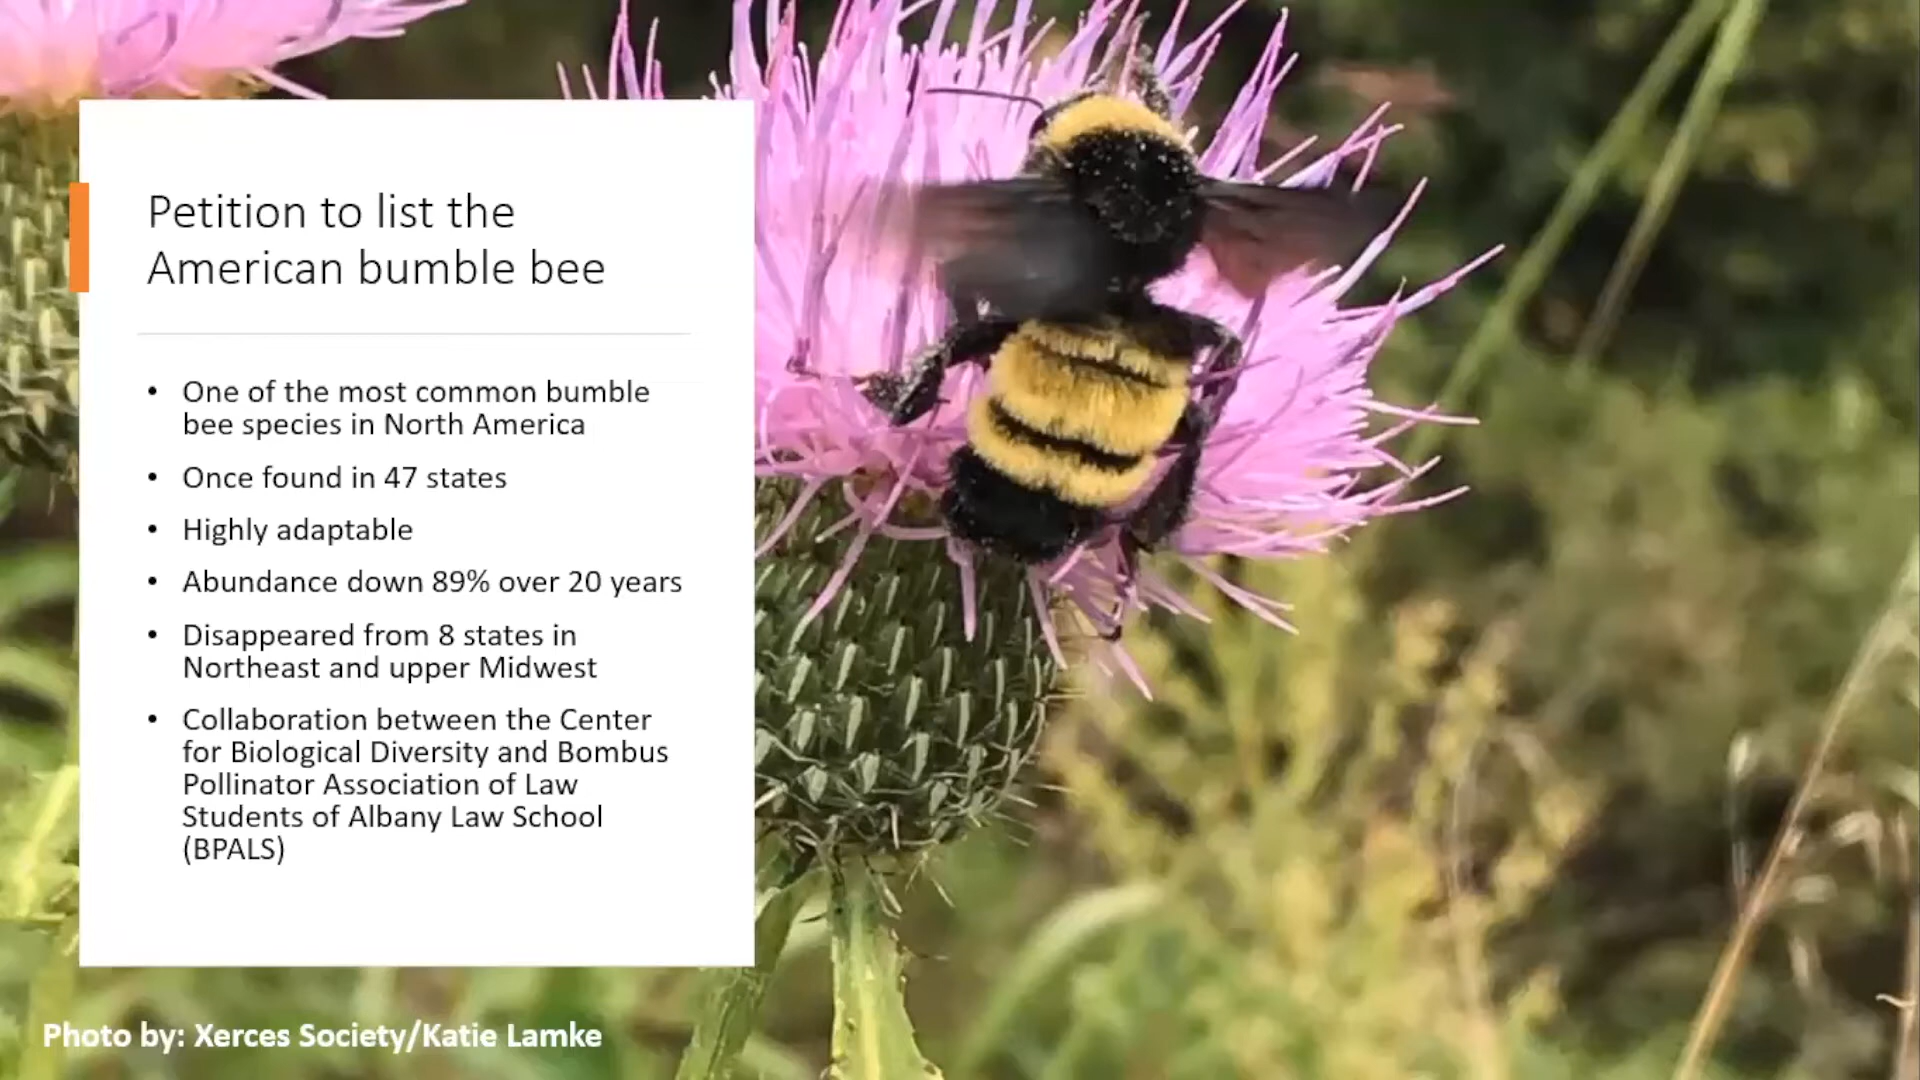 Petition to list the
American bumble bee
• One of the most common bumble
bee species in North America
• Once found in 47 states
• Highly adaptable
• Abundance down 89% over 20 years
• Disappeared from 8 states in
Northeast and upper Midwest
• Collaboration between the Center
for Biological Diversity and Bombus
Pollinator Association of Law
Students of Albany Law School
(BPALS)
Photo by: Xerces Society/Katie Lamke